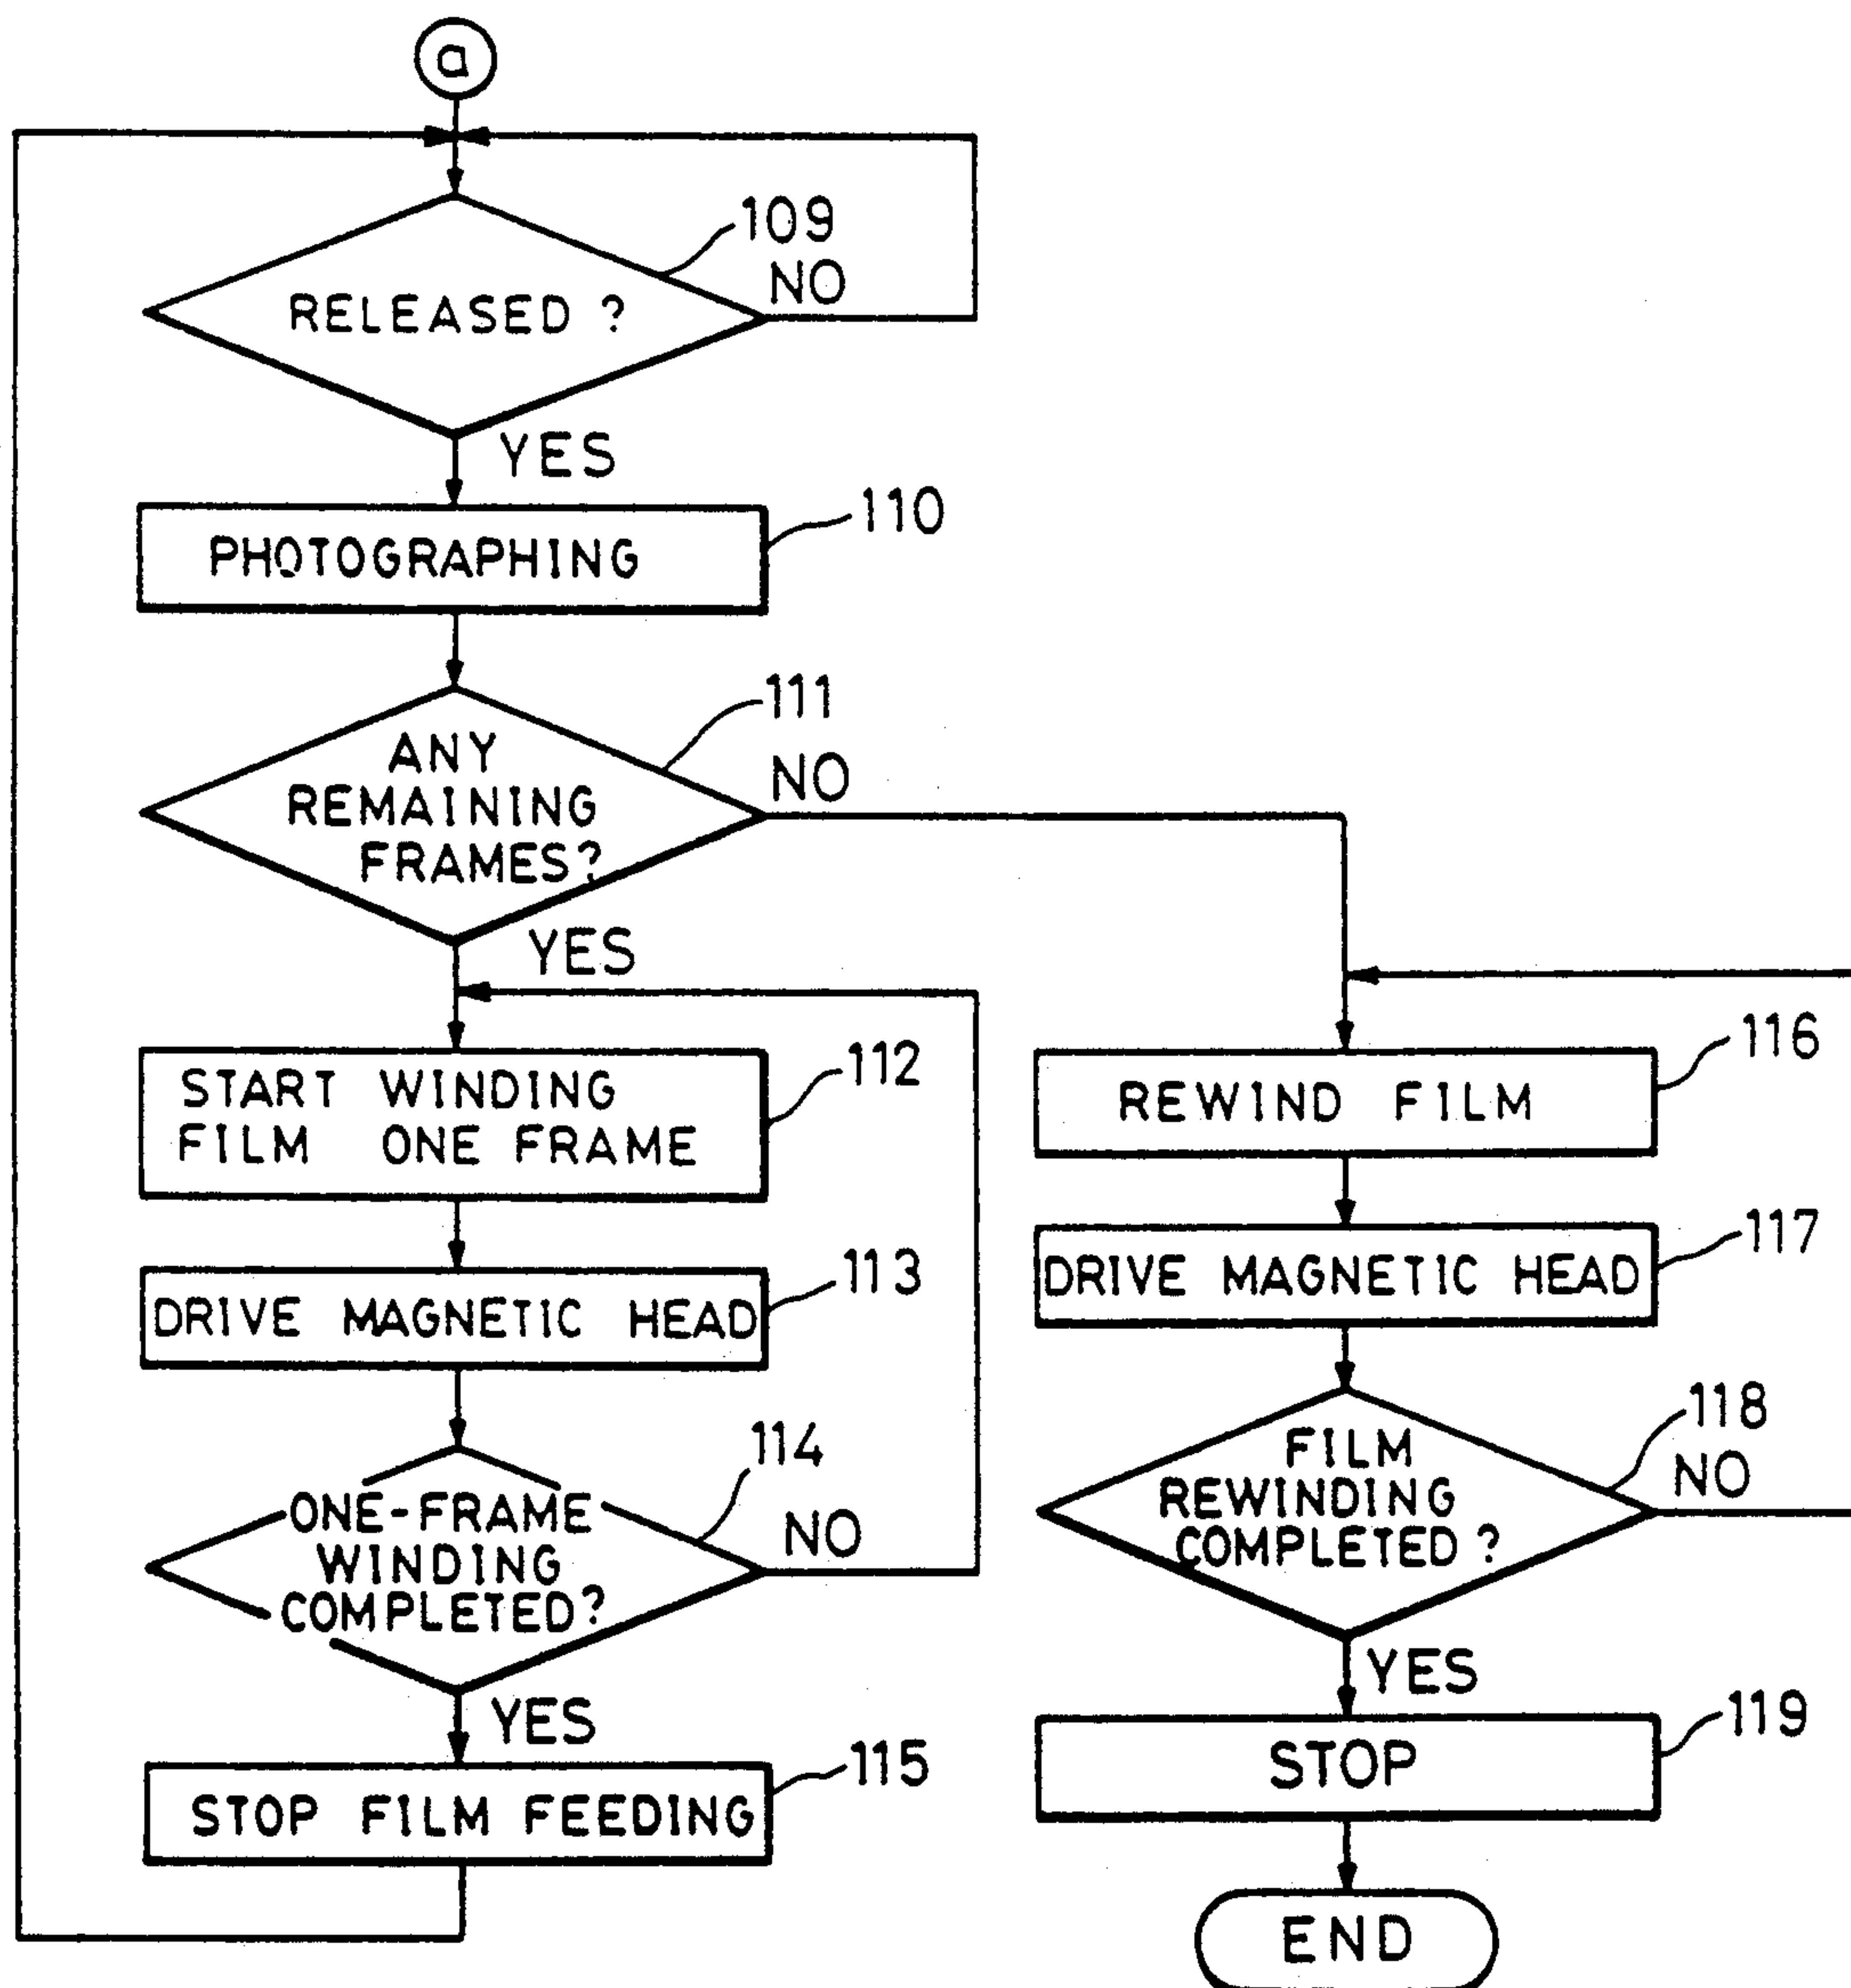 a
109
NO
RELEASED ?
YES
110
PHOTOGRAPHING
111
NO
ANY
REMAINING
FRAMES?
YES
112
START WINDING
FILM ONE FRAME
113
DRIVE MAGNETIC HEAD
114
NO
ONE-FRAME
WINDING
COMPLETED?
YES
115
STOP FILM FEEDING
116
REWIND FILM
117
DRIVE MAGNETIC HEAD
118
NO
FILM
REWINDING
COMPLETED ?
YES
119
STOP
END